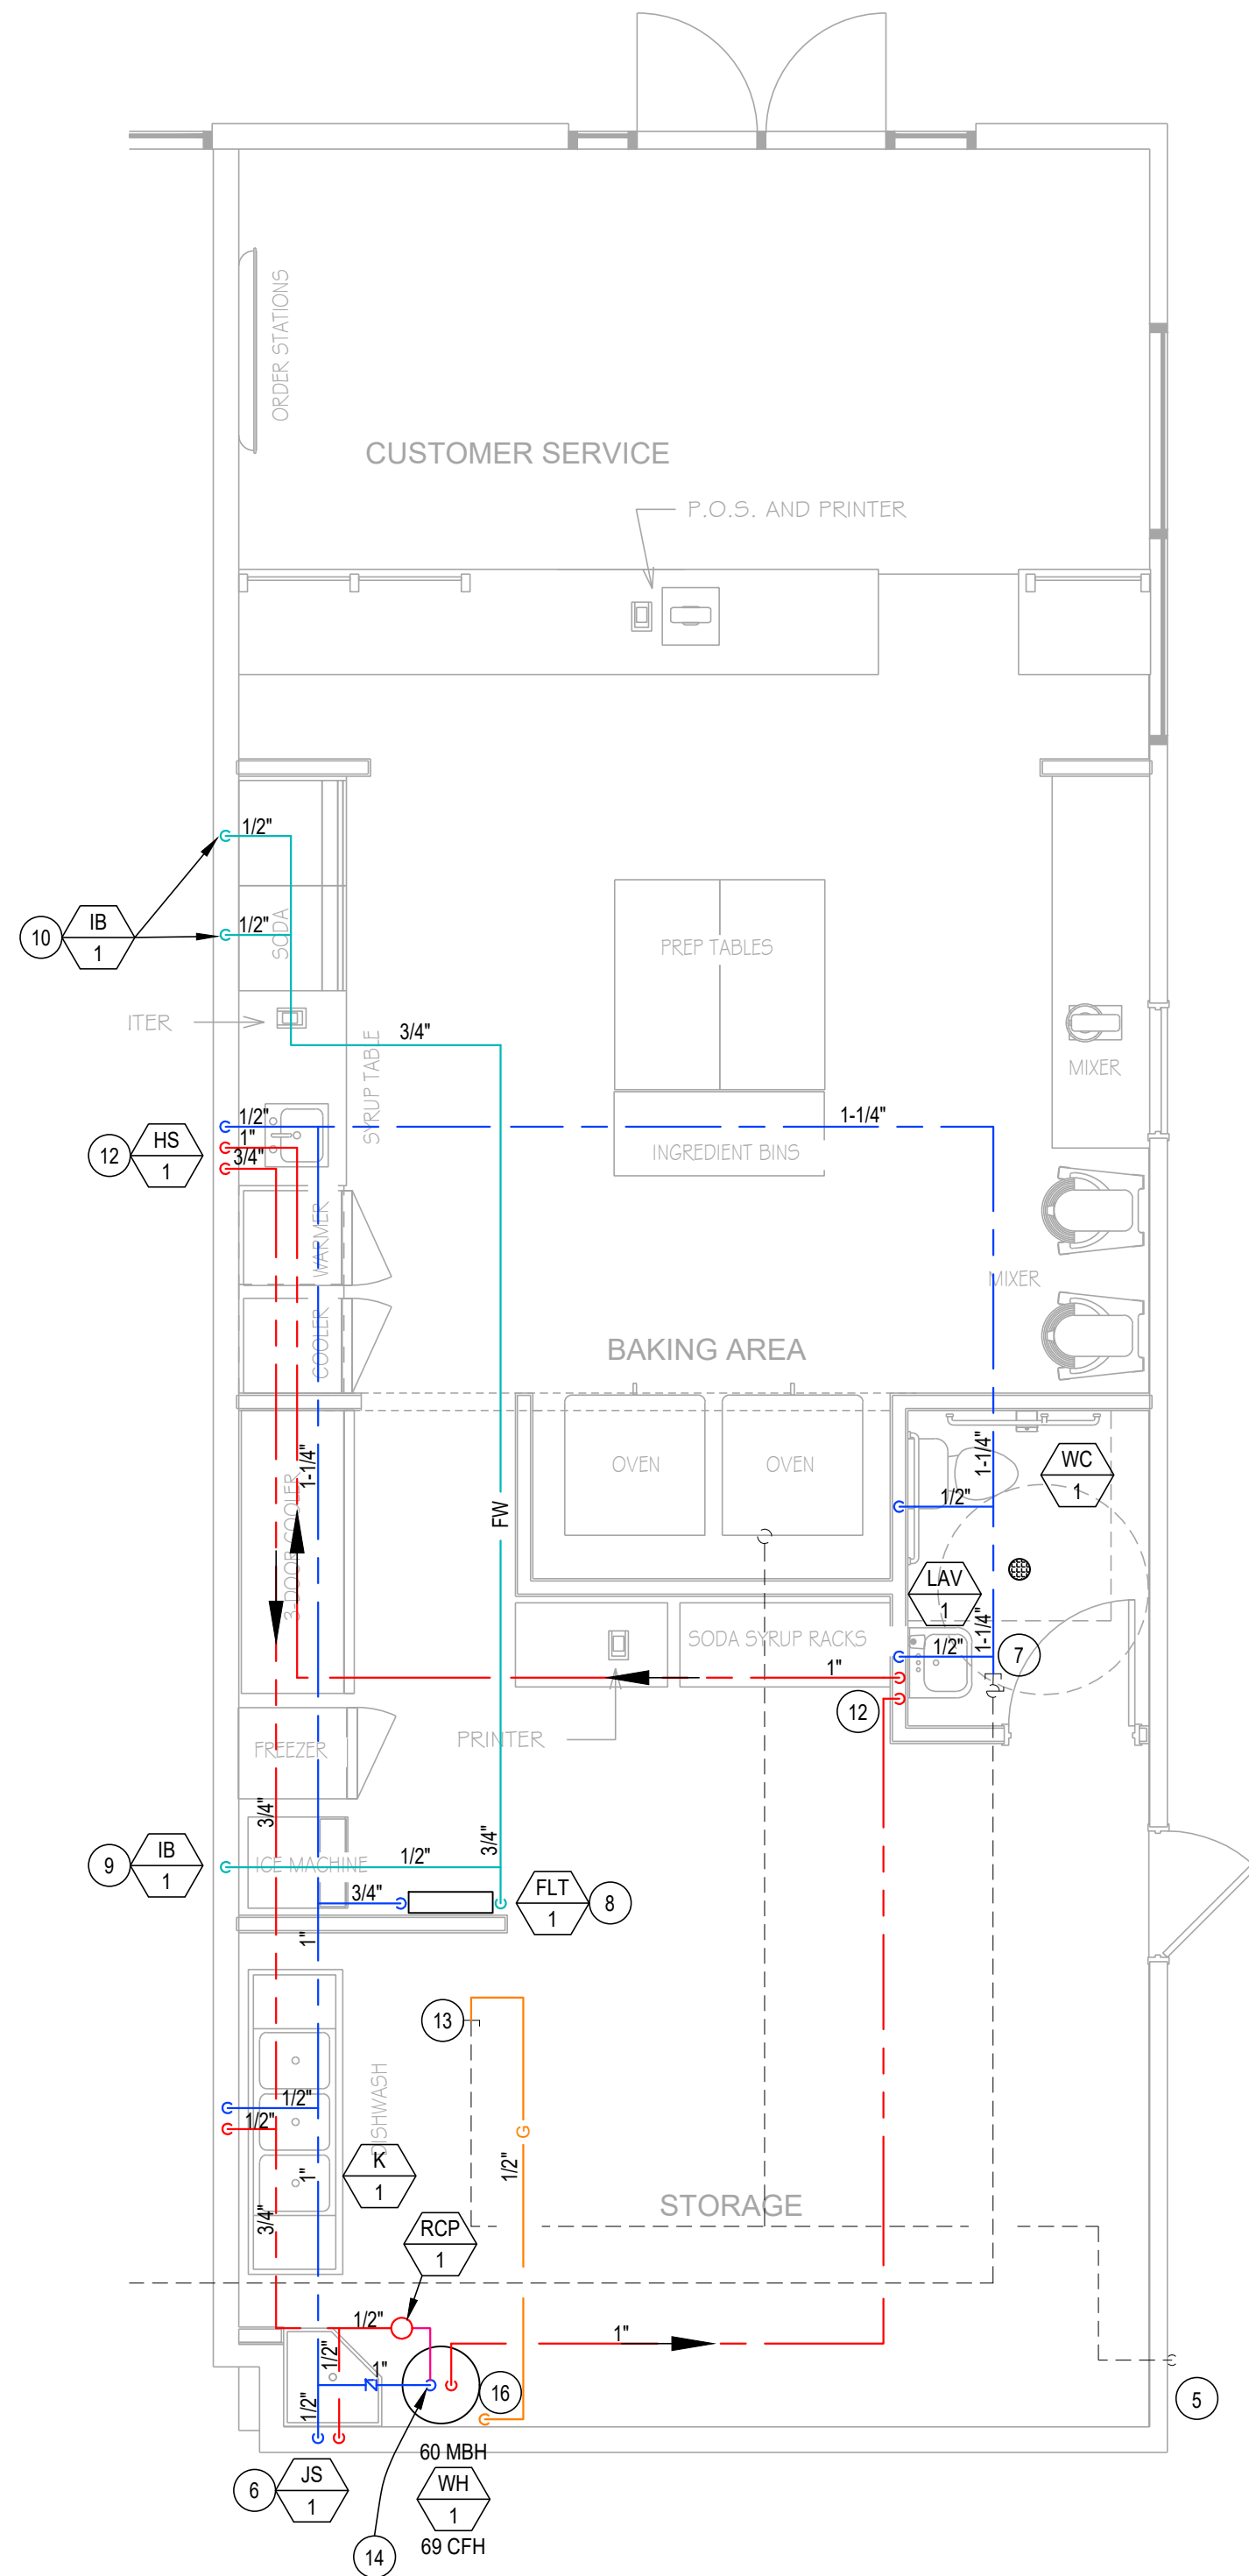 ORDER STATIONS
CUSTOMER SERVICE
P.O.S. AND PRINTER
1/2"
10
IB
1
1/2"
SODA
PREP TABLES
ITER
SYRUP TABLE
3/4"
MIXER
1/2"
1"
3/4"
12
HS
1
1-1/4"
INGREDIENT BINS
WARMER
MIXER
COOLER
BAKING AREA
1-1/4"
3-DOOR COOLER
OVEN
OVEN
FW
1-1/4"
WC
1
1/2"
LAV
1
1-1/4"
1/2"
7
SODA SYRUP RACKS
1"
12
PRINTER
FREEZER
3/4"
3/4"
9
IB
1
ICE MACHINE
1/2"
3/4"
FLT
1
8
1"
13
DISHWASH
1/2"
1/2"
G
1/2"
1"
K
1
3/4"
STORAGE
RCP
1
1/2"
1/2"
1"
1"
1/2"
16
5
60 MBH
6
JS
1
WH
1
69 CFH
14